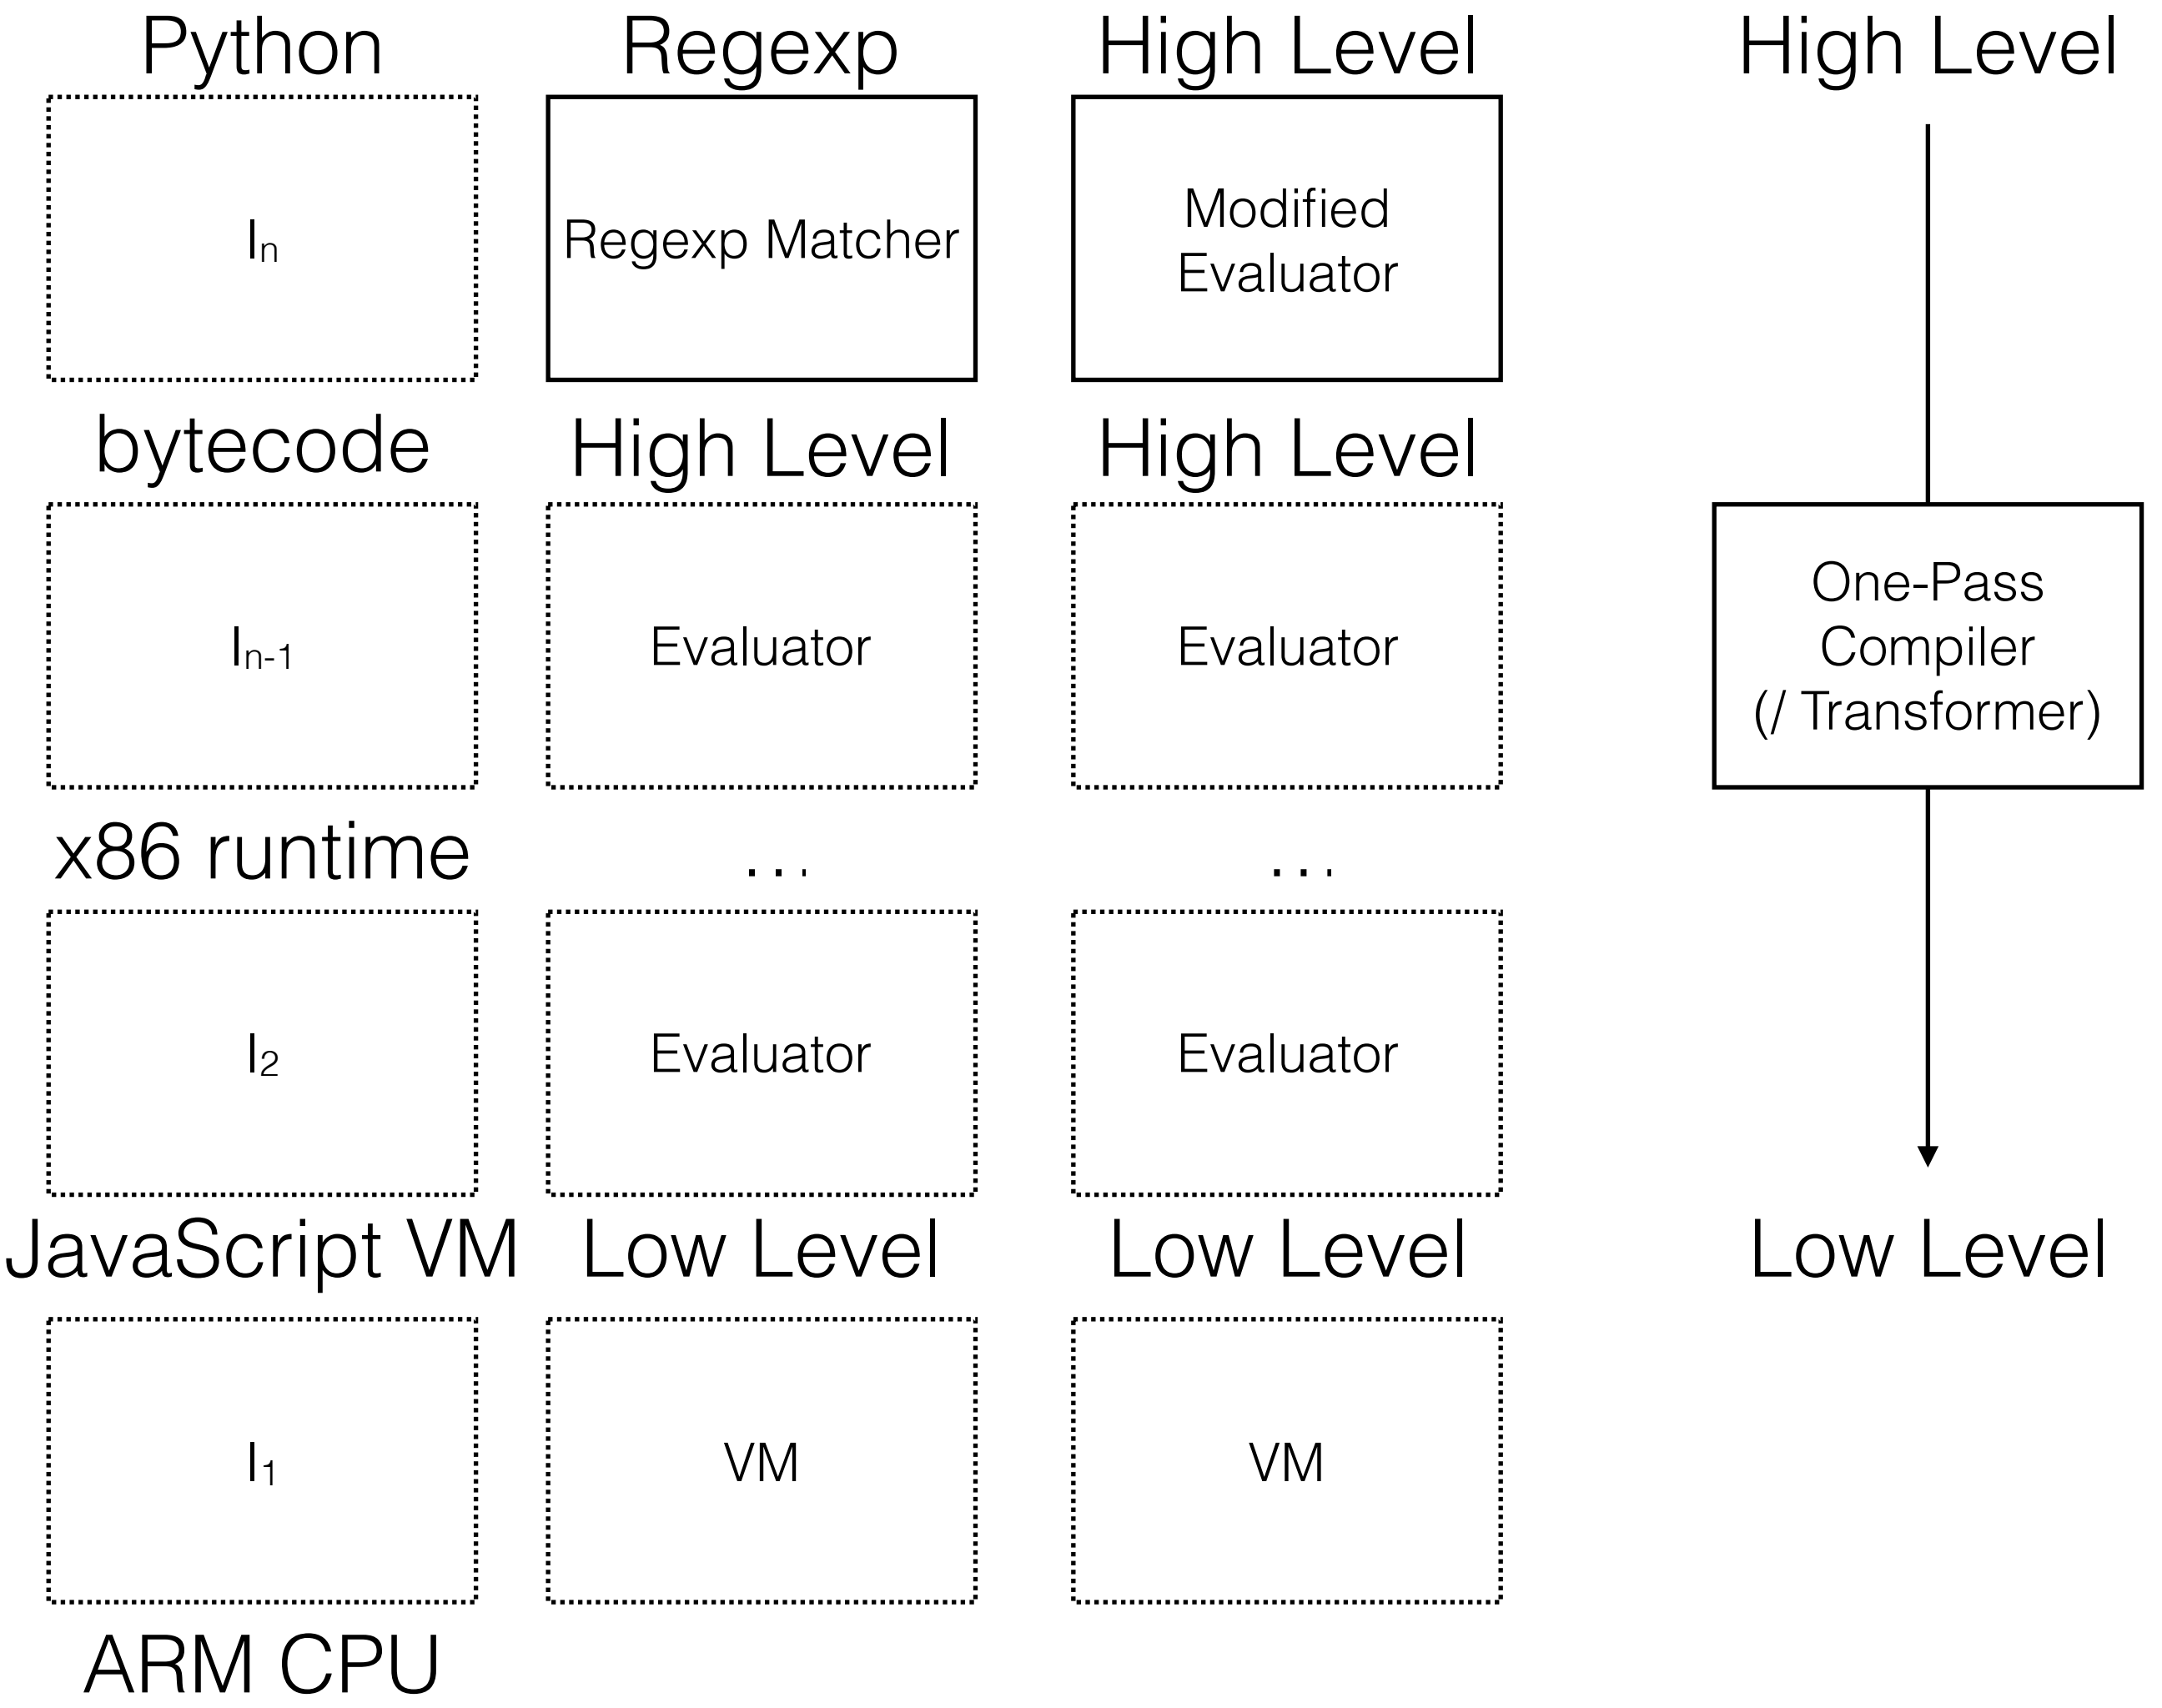 Python
Regexp
High Level
High Level
Iₙ
Regexp Matcher
Modified
Evaluator
bytecode
High Level
High Level
Iₙ₋₁
Evaluator
Evaluator
One-Pass
Compiler
(/ Transformer)
x86 runtime
...
...
I₂
Evaluator
Evaluator
JavaScript VM
Low Level
Low Level
Low Level
I₁
VM
VM
ARM CPU